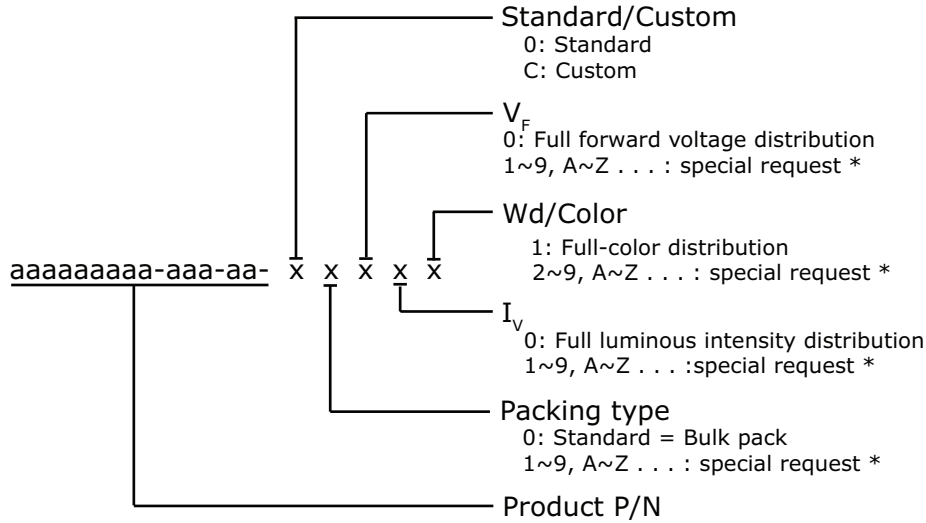 Standard/Custom
0: Standard
C: Custom
VF
0: Full forward voltage distribution
1~9, A~Z . . . : special request *
Wd/Color
1: Full-color distribution
2~9, A~Z . . . : special request *
aaaaaaaaa-aaa-aa- x x x x x
IV
0: Full luminous intensity distribution
1~9, A~Z . . . :special request *
Packing type
0: Standard = Bulk pack
1~9, A~Z . . . : special request *
Product P/N